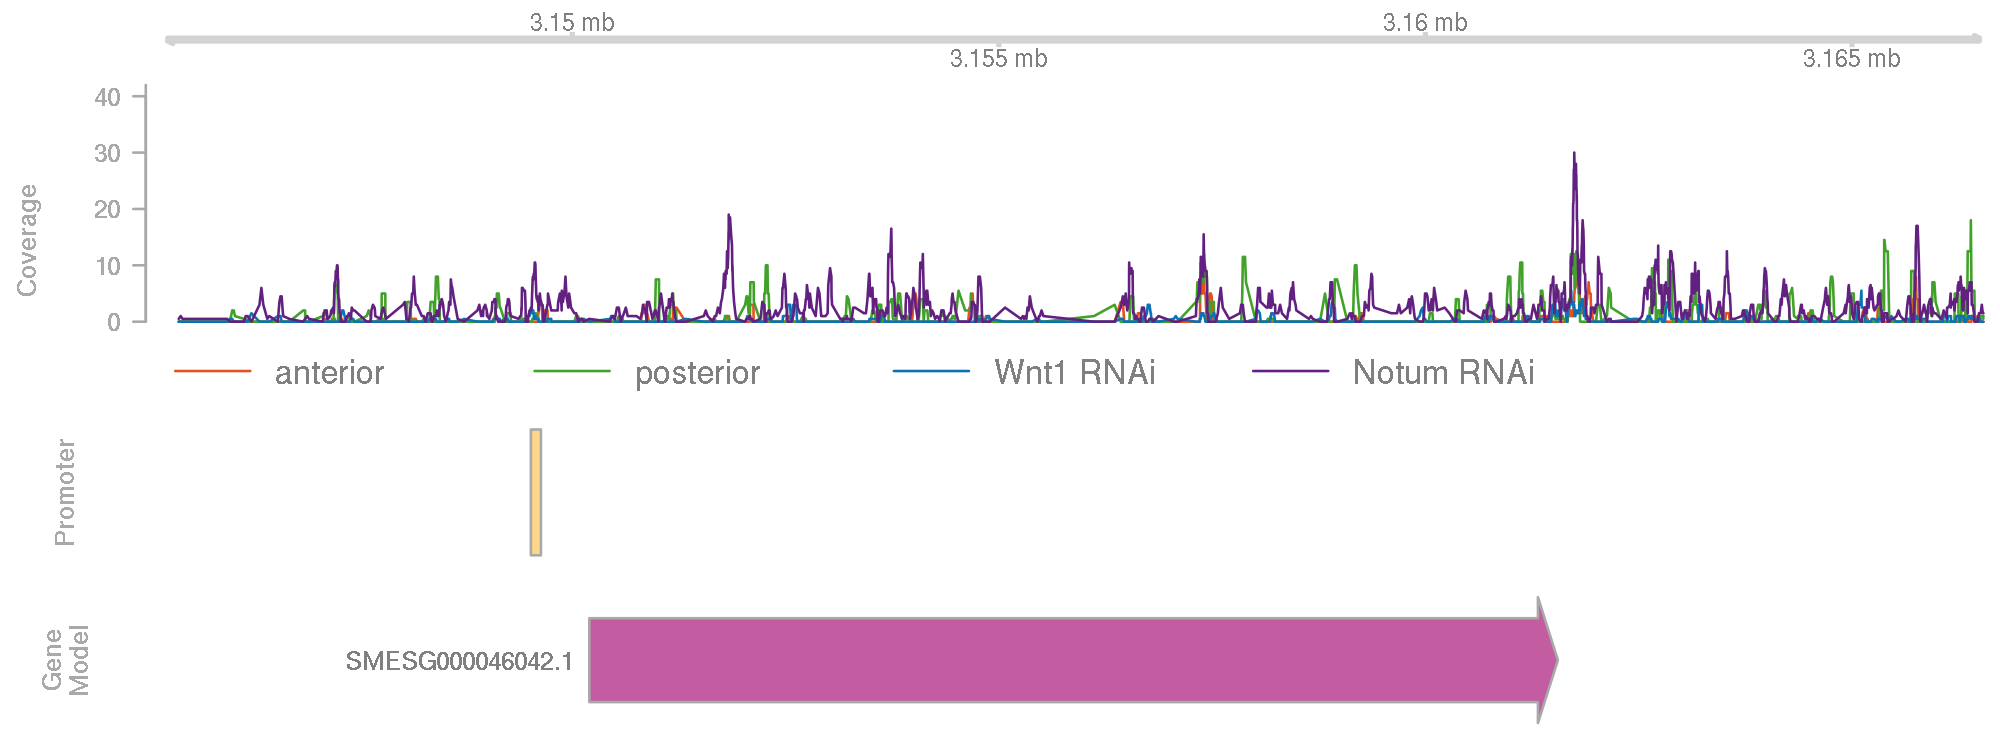 3.15 mb
3.16 mb
3.155 mb
3.165 mb
40
30
20
10
0
Coverage
anterior
posterior
Wnt1 RNAi
Notum RNAi
Promoter
SMESG000046042.1
Gene
Model